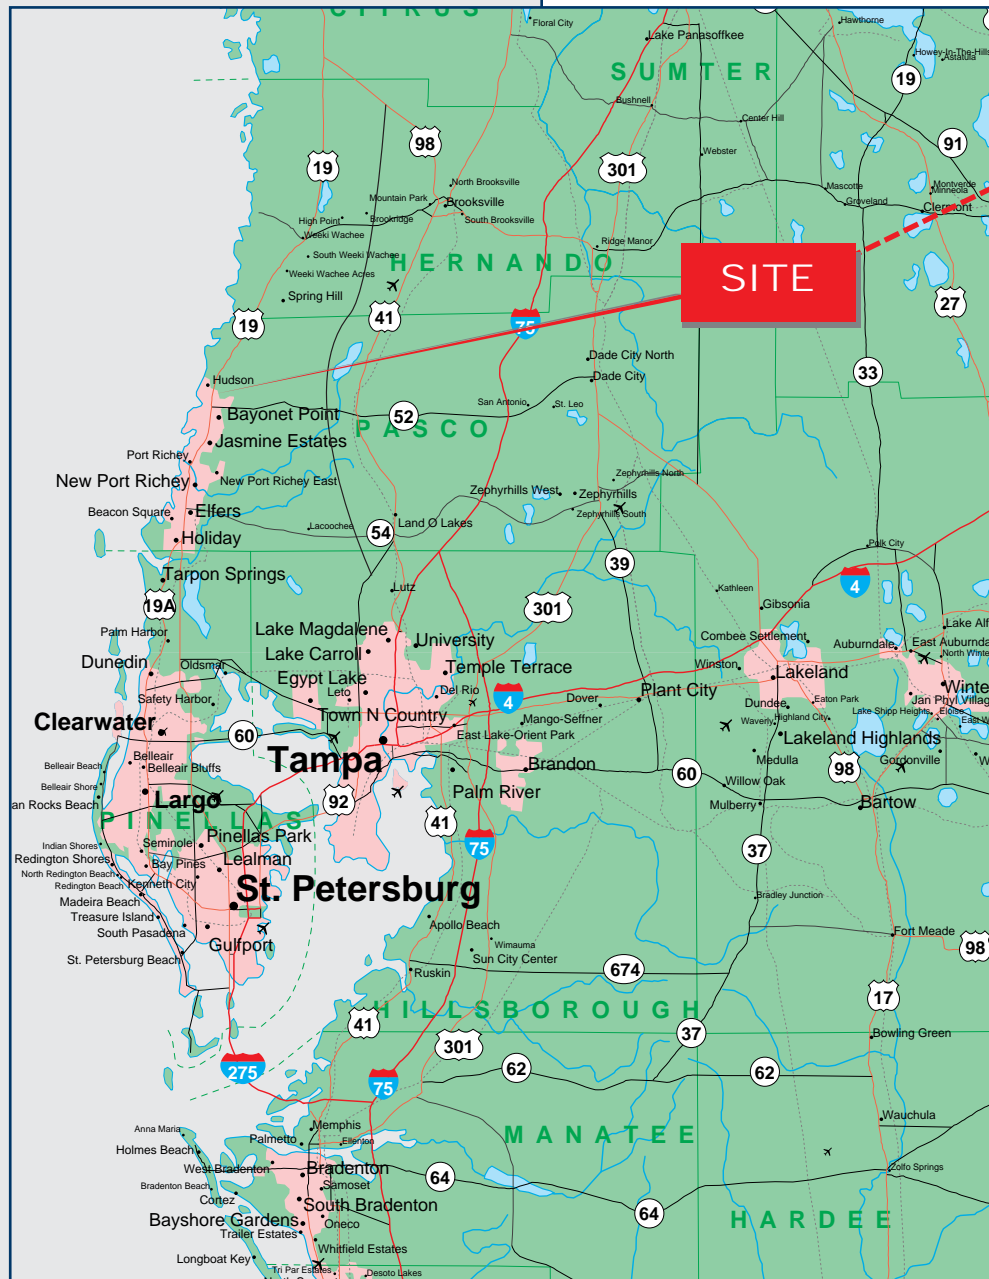 CITRUS
Floral City
Lake Panasoffkee
Hawthorne
Howey-In-The-Hills
Astatula
SUMTER
19
Bushnell
Center Hill
98
91
19
301
Webster
North Brooksville
Mountain Park
Brooksville
Mascotte
Montverde
Minneola
Groveland
Clermont
High Point
Brookridge
South Brooksville
Weeki Wachee
Ridge Manor
South Weeki Wachee
HERNANDO
Weeki Wachee Acres
SITE
Spring Hill
27
19
41
75
Dade City North
Hudson
Dade City
33
San Antonio
St. Leo
Bayonet Point
52
PASCO
Jasmine Estates
Port Richey
New Port Richey
New Port Richey East
Zephyrhills North
Zephyrhills West
Zephyrhills
Beacon Square
Elfers
Zephyrhills South
Lacoochee
Land O Lakes
54
Holiday
Polk City
39
Tarpon Springs
4
Lutz
Kathleen
19A
301
Gibsonia
Palm Harbor
Lake Magdalene
University
Combee Settlement
Lake Alf
Lake Carroll
Auburndale
East Auburnda
North Winte
Dunedin
Oldsmar
Temple Terrace
Winston
Egypt Lake
Lakeland
Leto
Del Rio
Plant City
Winte
Safety Harbor
4
Dover
Eaton Park
Jan Phyl Villag
Dundee
Town N Country
Mango-Seffner
Highland City
Lake Shipp Heights
Eloise
Clearwater
Waverly
East W
60
East Lake-Orient Park
Lakeland Highlands
Tampa
Belleair
Medulla
Gordonville
W
Belleair Beach
Belleair Bluffs
Brandon
60
98
Belleair Shore
Willow Oak
Largo
92
Palm River
an Rocks Beach
Mulberry
Bartow
PINELLAS
41
Pinellas Park
Indian Shores
Seminole
75
37
Redington Shores
Bay Pines
Lealman
North Redington Beach
Redington Beach
Kenneth City
St. Petersburg
Madeira Beach
Bradley Junction
Treasure Island
Apollo Beach
South Pasadena
Gulfport
Wimauma
Fort Meade
98
St. Petersburg Beach
Sun City Center
Ruskin
674
17
HILLSBOROUGH
41
37
Bowling Green
301
275
62
62
75
Wauchula
Anna Maria
Memphis
Palmetto
Ellenton
MANATEE
Holmes Beach
West Bradenton
Bradenton
Zolfo Springs
64
Bradenton Beach
Samoset
Cortez
South Bradenton
64
HARDEE
Bayshore Gardens
Oneco
Trailer Estates
Whitfield Estates
Longboat Key
Tri Par Estates
Desoto Lakes